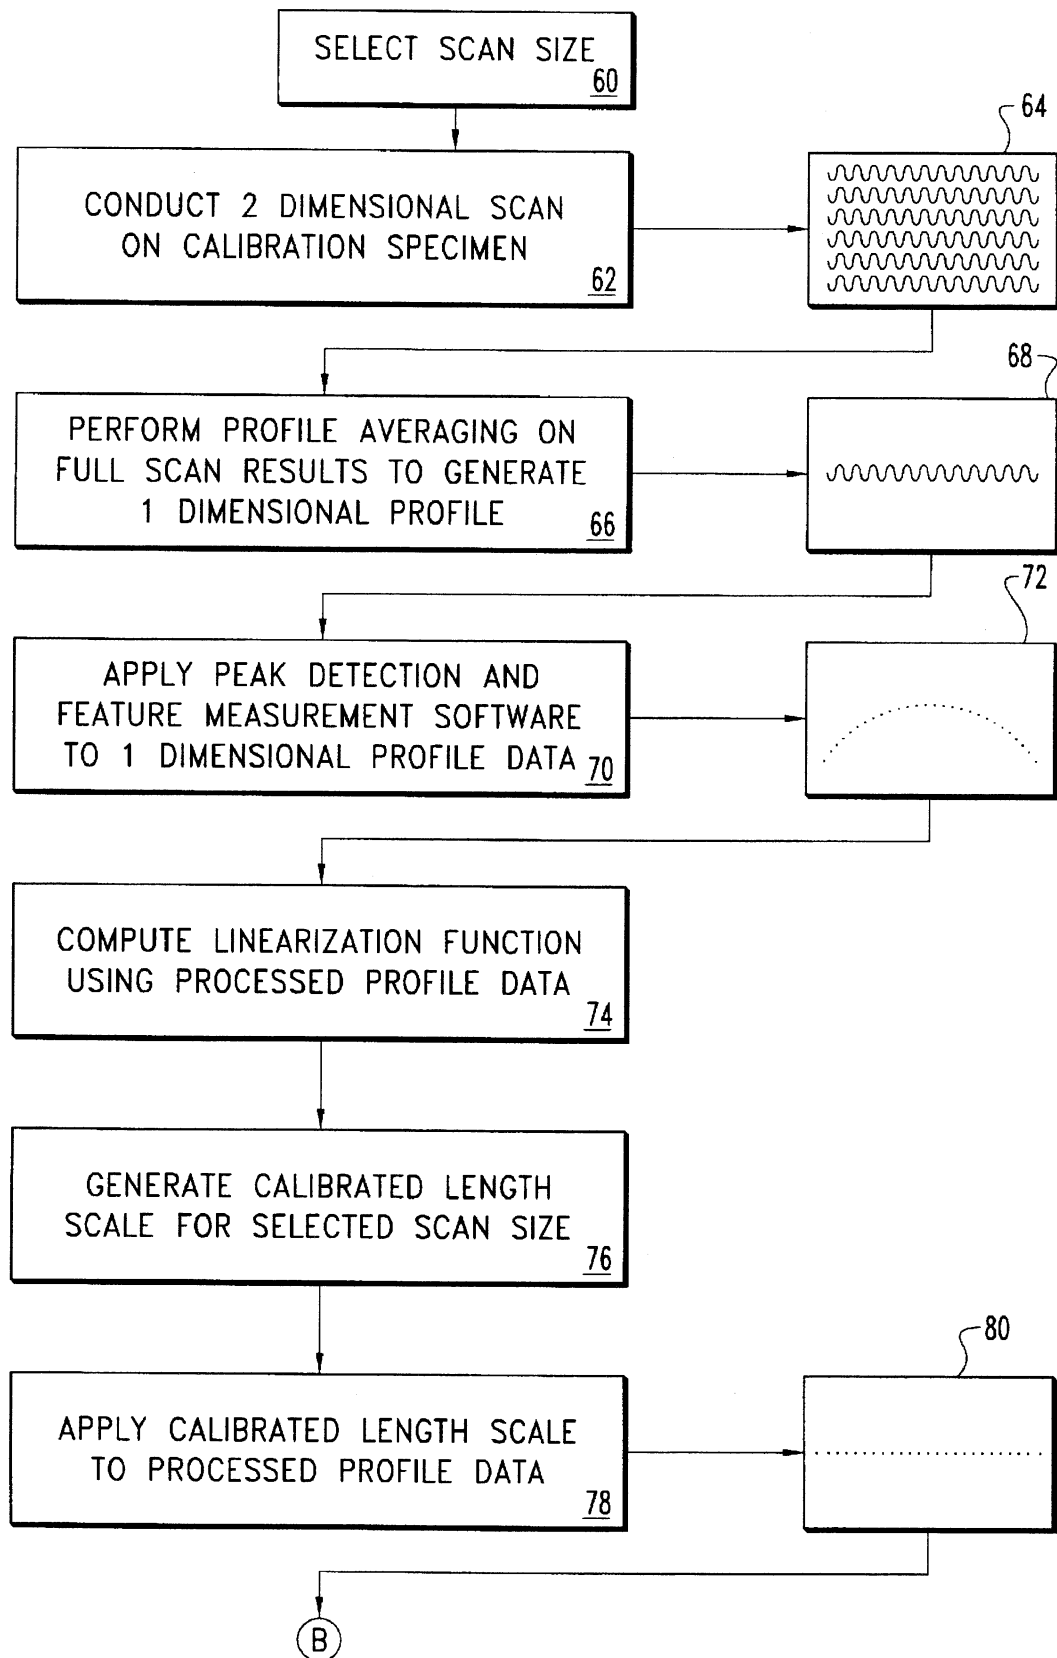 SELECT SCAN SIZE
60
64
CONDUCT 2 DIMENSIONAL SCAN
ON CALIBRATION SPECIMEN
62
68
PERFORM PROFILE AVERAGING ON
FULL SCAN RESULTS TO GENERATE
1 DIMENSIONAL PROFILE
66
72
APPLY PEAK DETECTION AND
FEATURE MEASUREMENT SOFTWARE
TO 1 DIMENSIONAL PROFILE DATA
70
COMPUTE LINEARIZATION FUNCTION
USING PROCESSED PROFILE DATA
74
GENERATE CALIBRATED LENGTH
SCALE FOR SELECTED SCAN SIZE
76
80
APPLY CALIBRATED LENGTH SCALE
TO PROCESSED PROFILE DATA
78
B